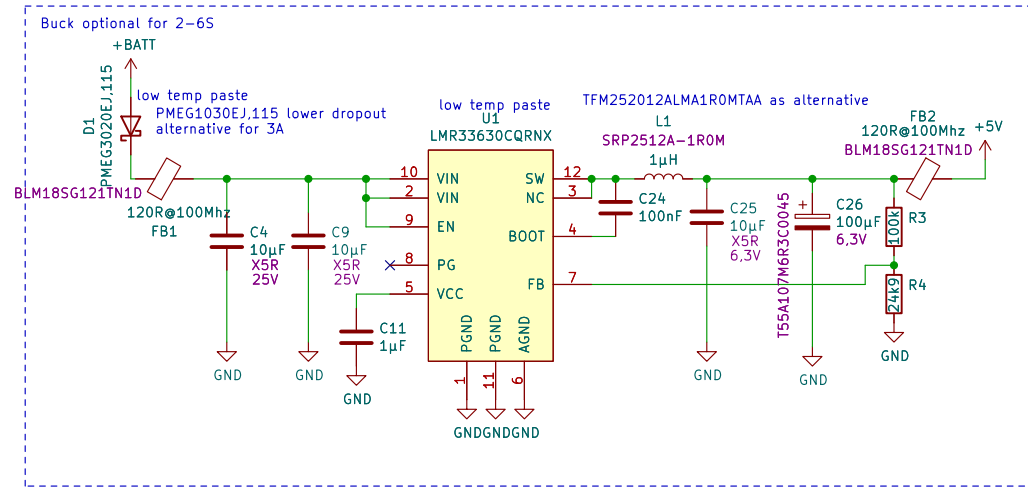 Buck optional for 2-6S
+BATT
D1
PMEG3020EJ,115
low temp paste
PMEG1030EJ,115 lower dropout
alternative for 3A
BLM18SG121TN1D
120R@100Mhz
FB1
C4
10µF
X5R
25V
C9
10µF
X5R
25V
GND
GND
C11
1µF
GND
low temp paste
U1
LMR33630CQRNX
10 VIN
2 VIN
9 EN
8 PG
5 VCC
SW 12
NC 3
BOOT 4
FB 7
PGND 1
PGND 11
AGND 6
GND
GND
GND
TFM252012ALMA1R0MTAA as alternative
L1
SRP2512A-1R0M
1µH
C24
100nF
C25
10µF
X5R
6,3V
GND
T55A107M6R3C0045
+
C26
100µF
6,3V
GND
FB2
120R@100Mhz
BLM18SG121TN1D
+5V
R3
100k
R4
24k9
GND